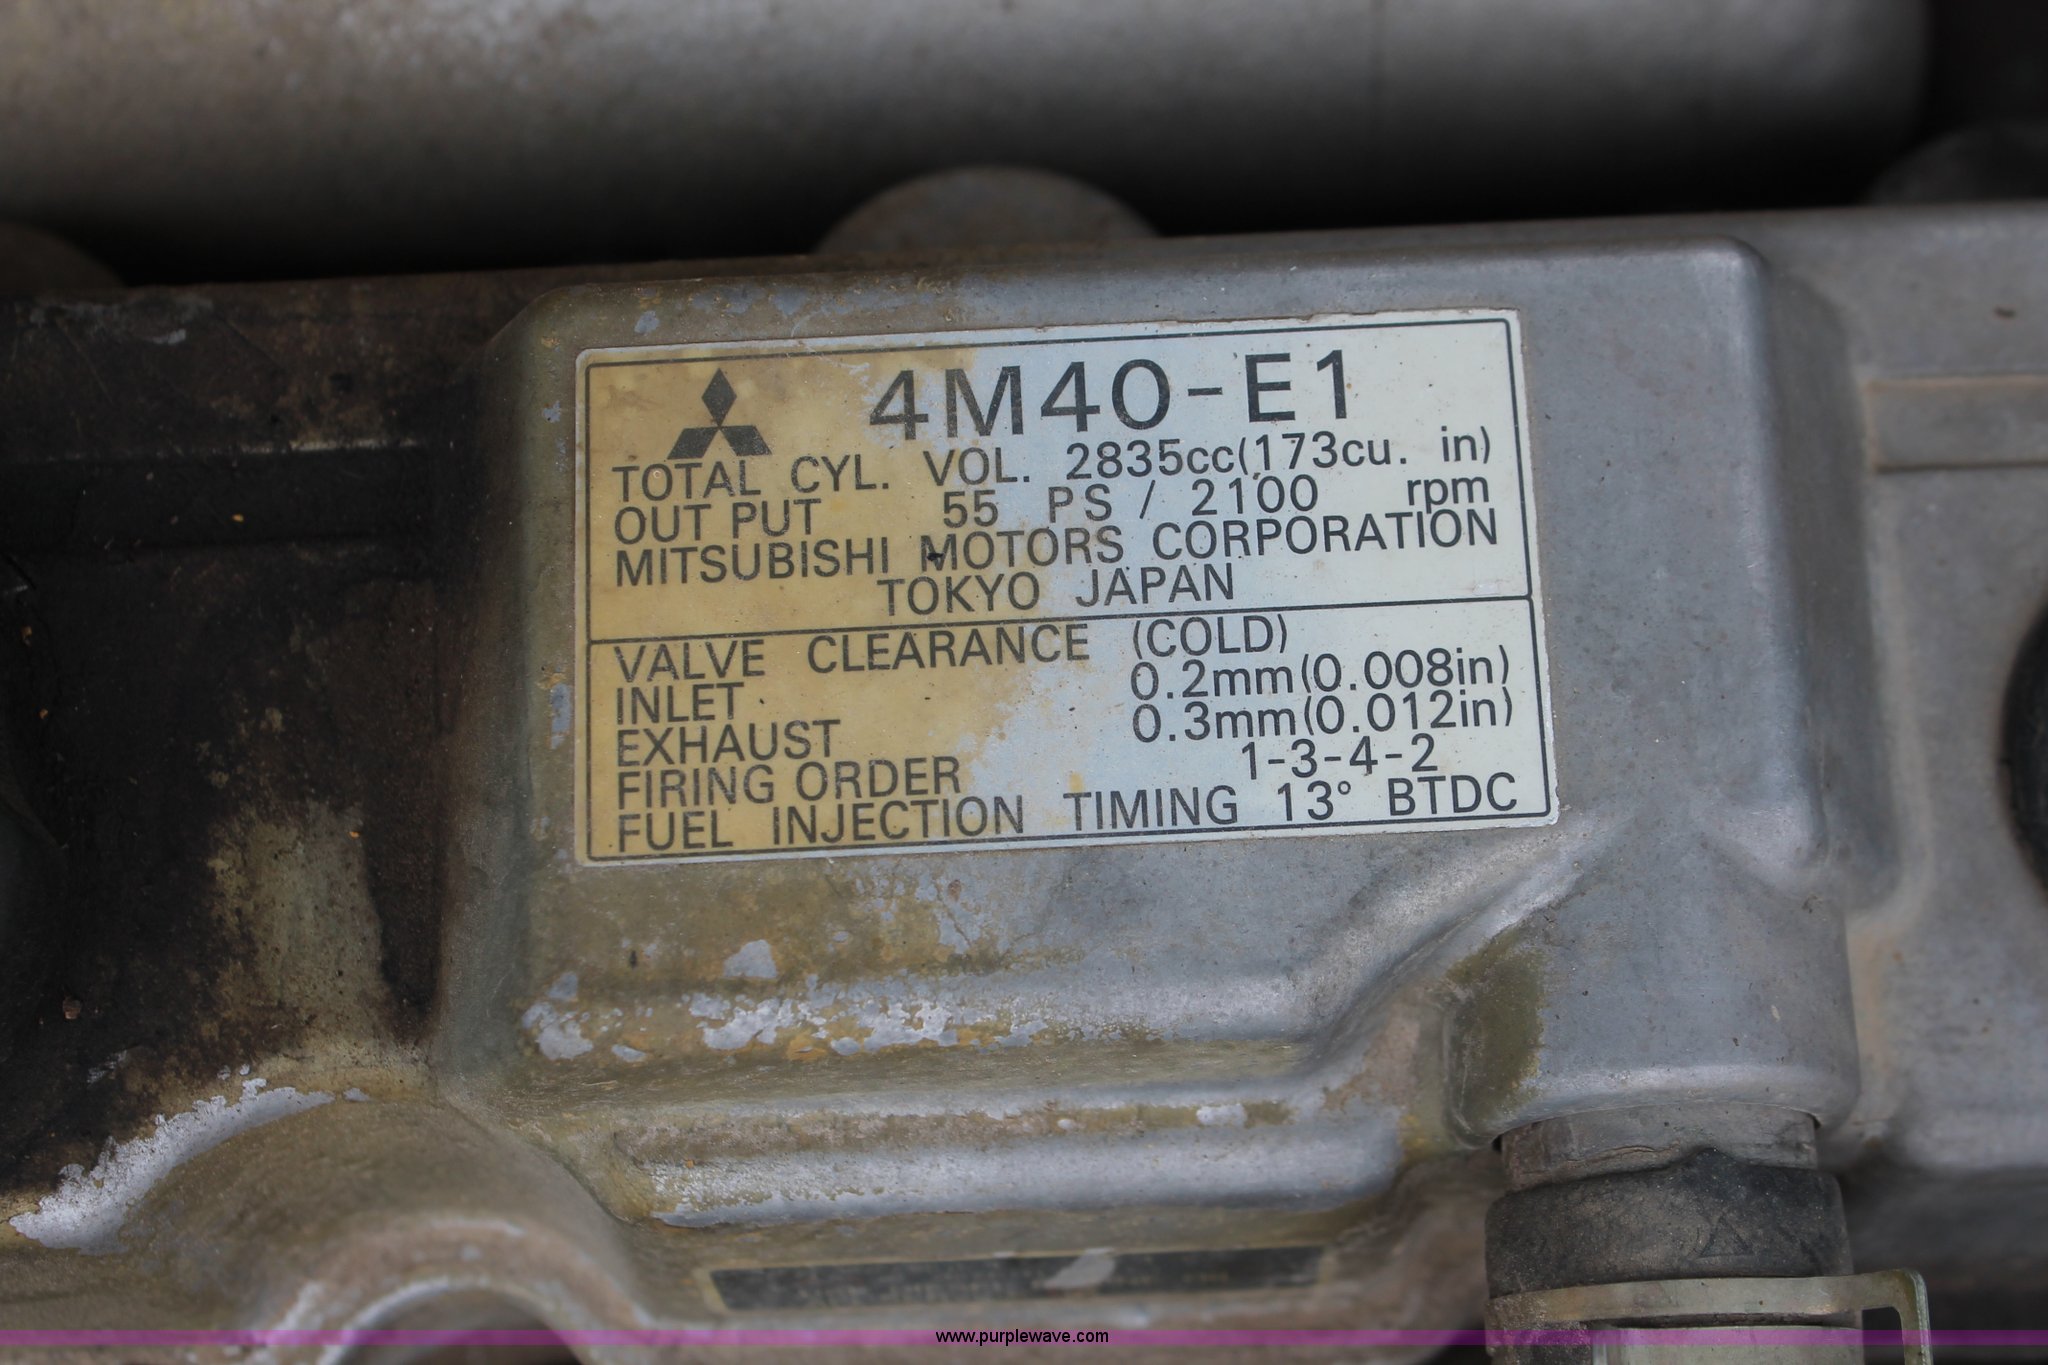 4M40-E1
TOTAL CYL. VOL. 2835cc(173cu. in)
OUT PUT 55 PS / 2100 rpm
MITSUBISHI MOTORS CORPORATION
TOKYO JAPAN
VALVE CLEARANCE (COLD)
INLET 0.2mm(0.008in)
EXHAUST 0.3mm(0.012in)
FIRING ORDER 1-3-4-2
FUEL INJECTION TIMING 13° BTDC
www.purplewave.com